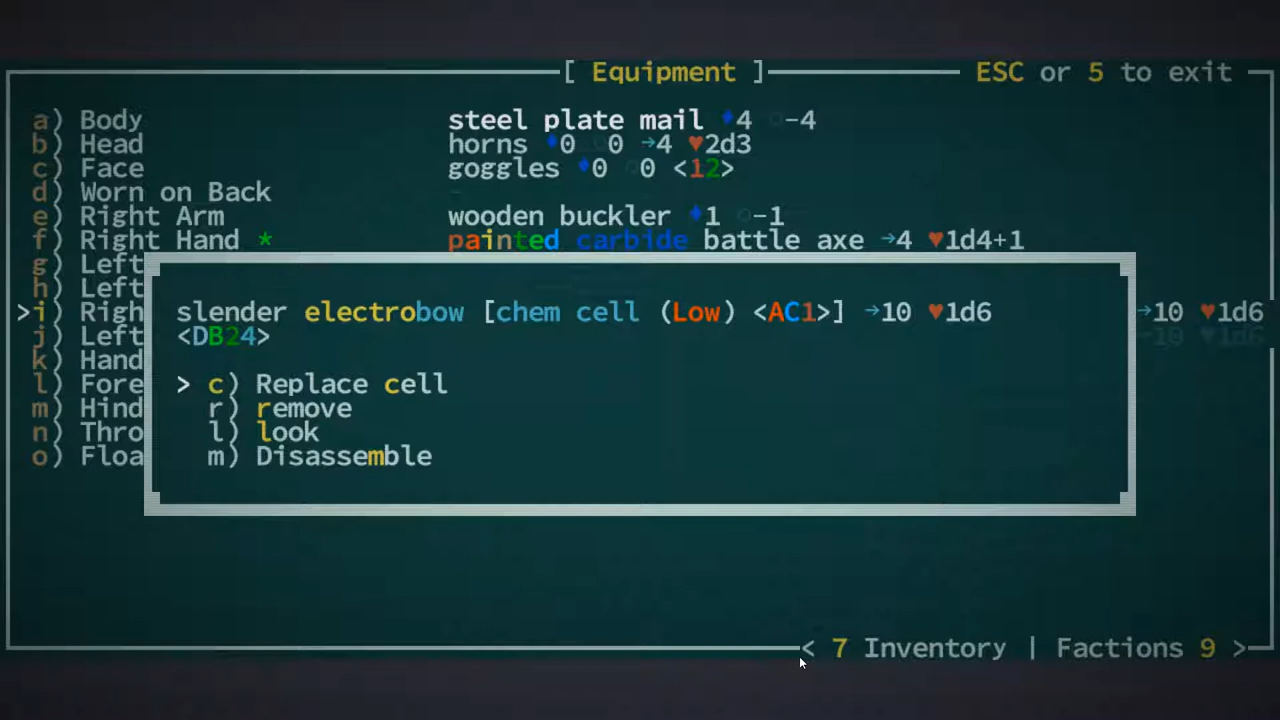 [ Equipment ] ESC or 5 to exit
a) Body steel plate mail ♦4 ○-4
b) Head horns ♦0 ○0 →4 ♥2d3
c) Face goggles ♦0 ○0 <12>
d) Worn on Back -
e) Right Arm wooden buckler ♦1 ○-1
f) Right Hand * painted carbide battle axe →4 ♥1d4+1
g) Left
h) Left
>i) Righ →10 ♥1d6
j) Left →10 ♥1d6
k) Hand
l) Fore
m) Hind
n) Thro
o) Floa
slender electrobow [chem cell (Low) <AC1>] →10 ♥1d6
<DB24>
> c) Replace cell
r) remove
l) look
m) Disassemble
< 7 Inventory | Factions 9 >